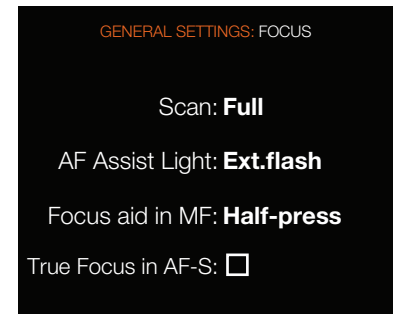 GENERAL SETTINGS: FOCUS
Scan: Full
AF Assist Light: Ext.flash
Focus aid in MF: Half-press
True Focus in AF-S: